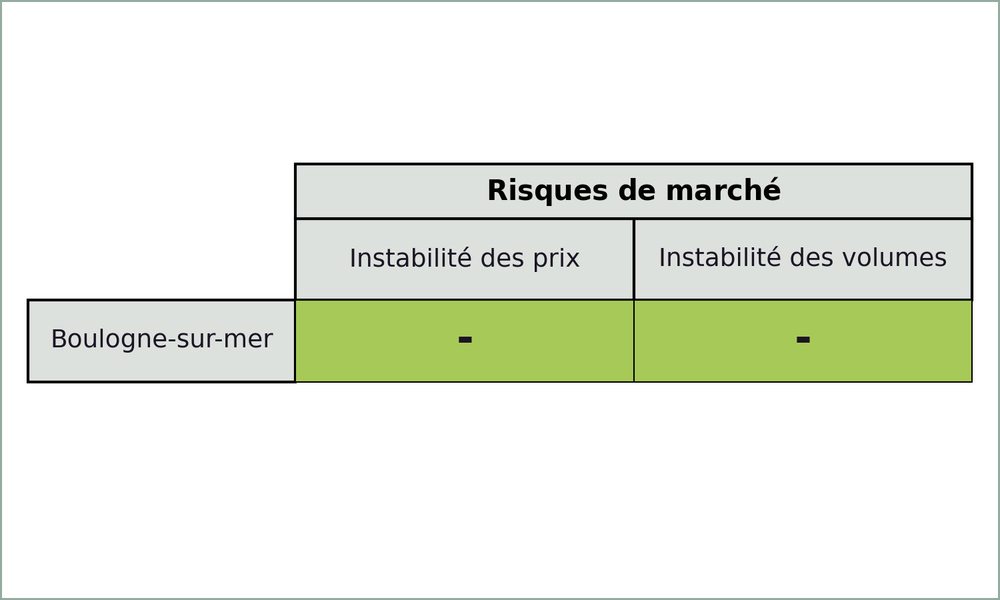 Risques de marché
Instabilité des prix
Instabilité des volumes
Boulogne-sur-mer
-
-